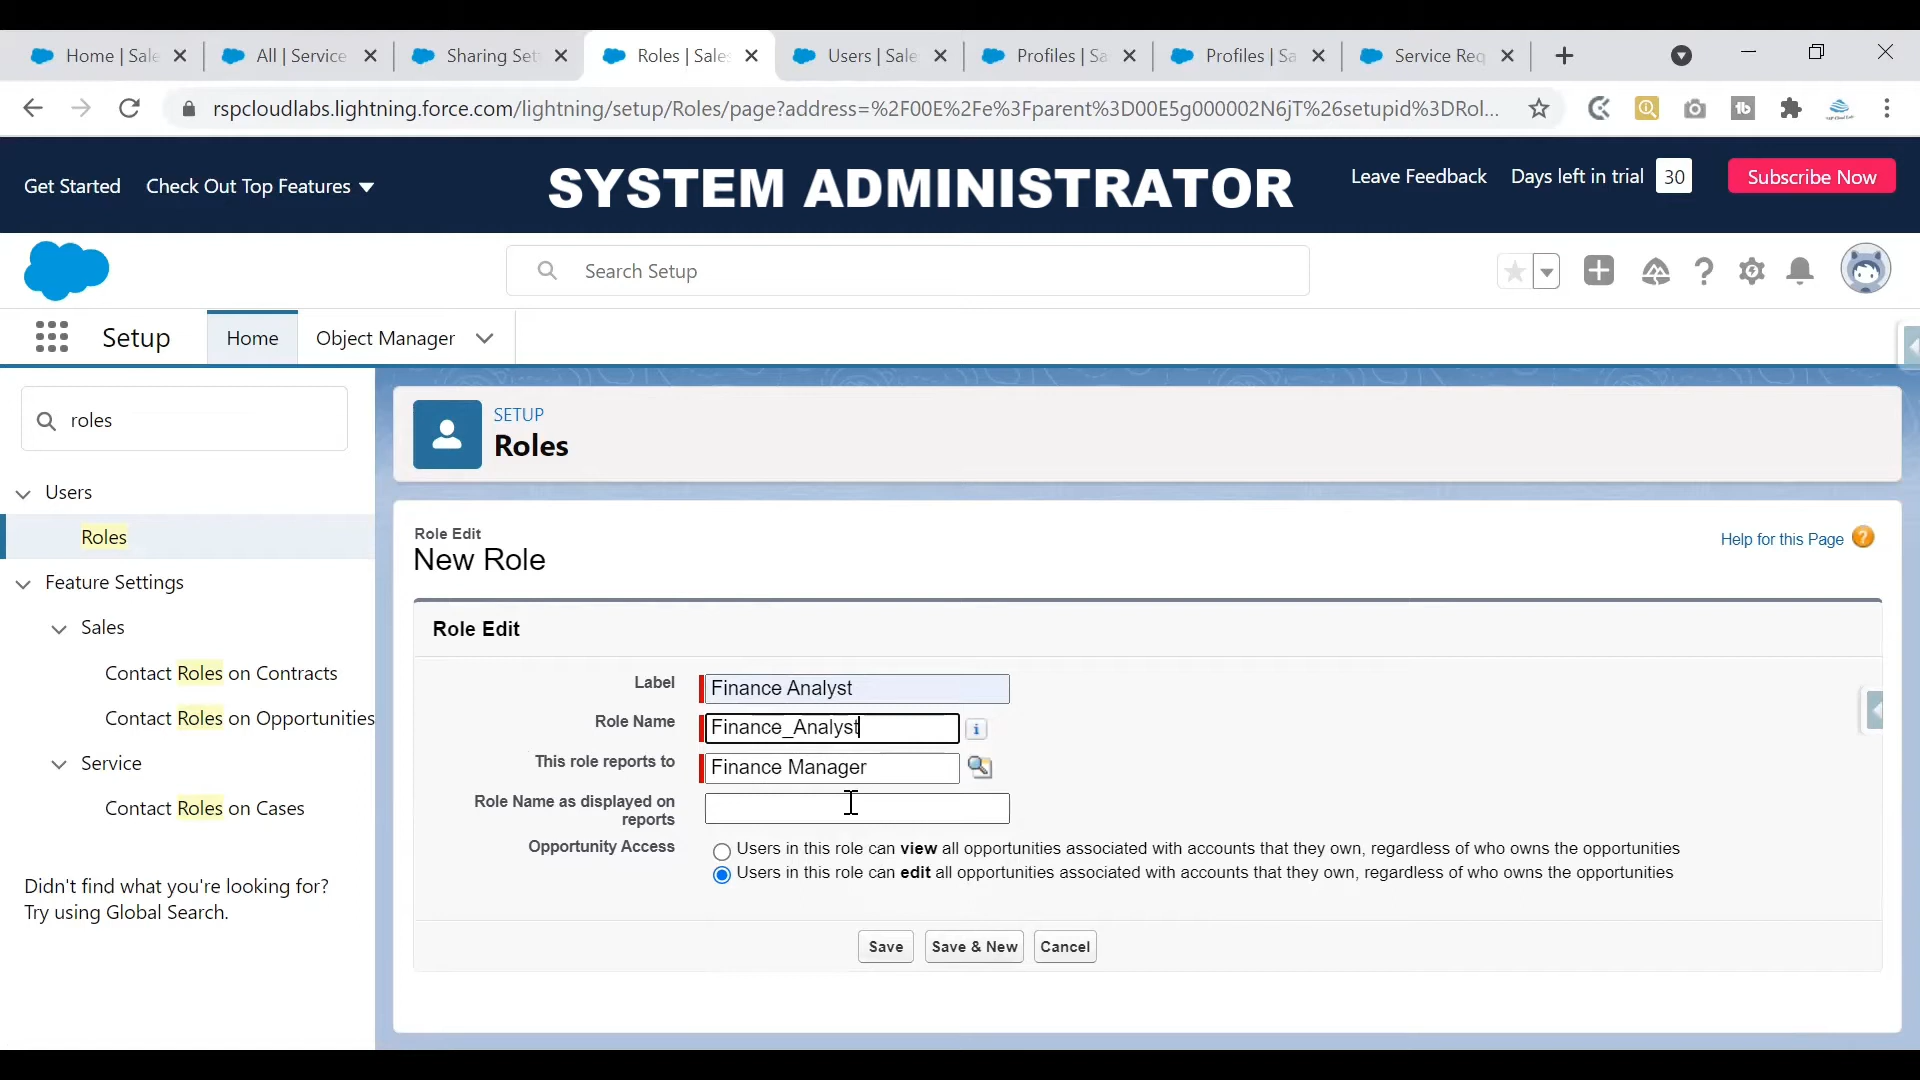 Home | Sale
All | Service
Sharing Set
Roles | Sales
Users | Sale
Profiles | Sa
Profiles | Sa
Service Req
rspcloudlabs.lightning.force.com/lightning/setup/Roles/page?address=%2F00E%2Fe%3Fparent%3D00E5g000002N6jT%26setupid%3DRol...
Get Started
Check Out Top Features
SYSTEM ADMINISTRATOR
Leave Feedback
Days left in trial
30
Subscribe Now
Search Setup
Setup
Home
Object Manager
roles
Users
Roles
Feature Settings
Sales
Contact Roles on Contracts
Contact Roles on Opportunities
Service
Contact Roles on Cases
Didn't find what you're looking for?
Try using Global Search.
SETUP
Roles
Role Edit
New Role
Help for this Page
Role Edit
Label
Finance Analyst
Role Name
Finance_Analyst
This role reports to
Finance Manager
Role Name as displayed on
reports
Opportunity Access
Users in this role can view all opportunities associated with accounts that they own, regardless of who owns the opportunities
Users in this role can edit all opportunities associated with accounts that they own, regardless of who owns the opportunities
Save
Save & New
Cancel